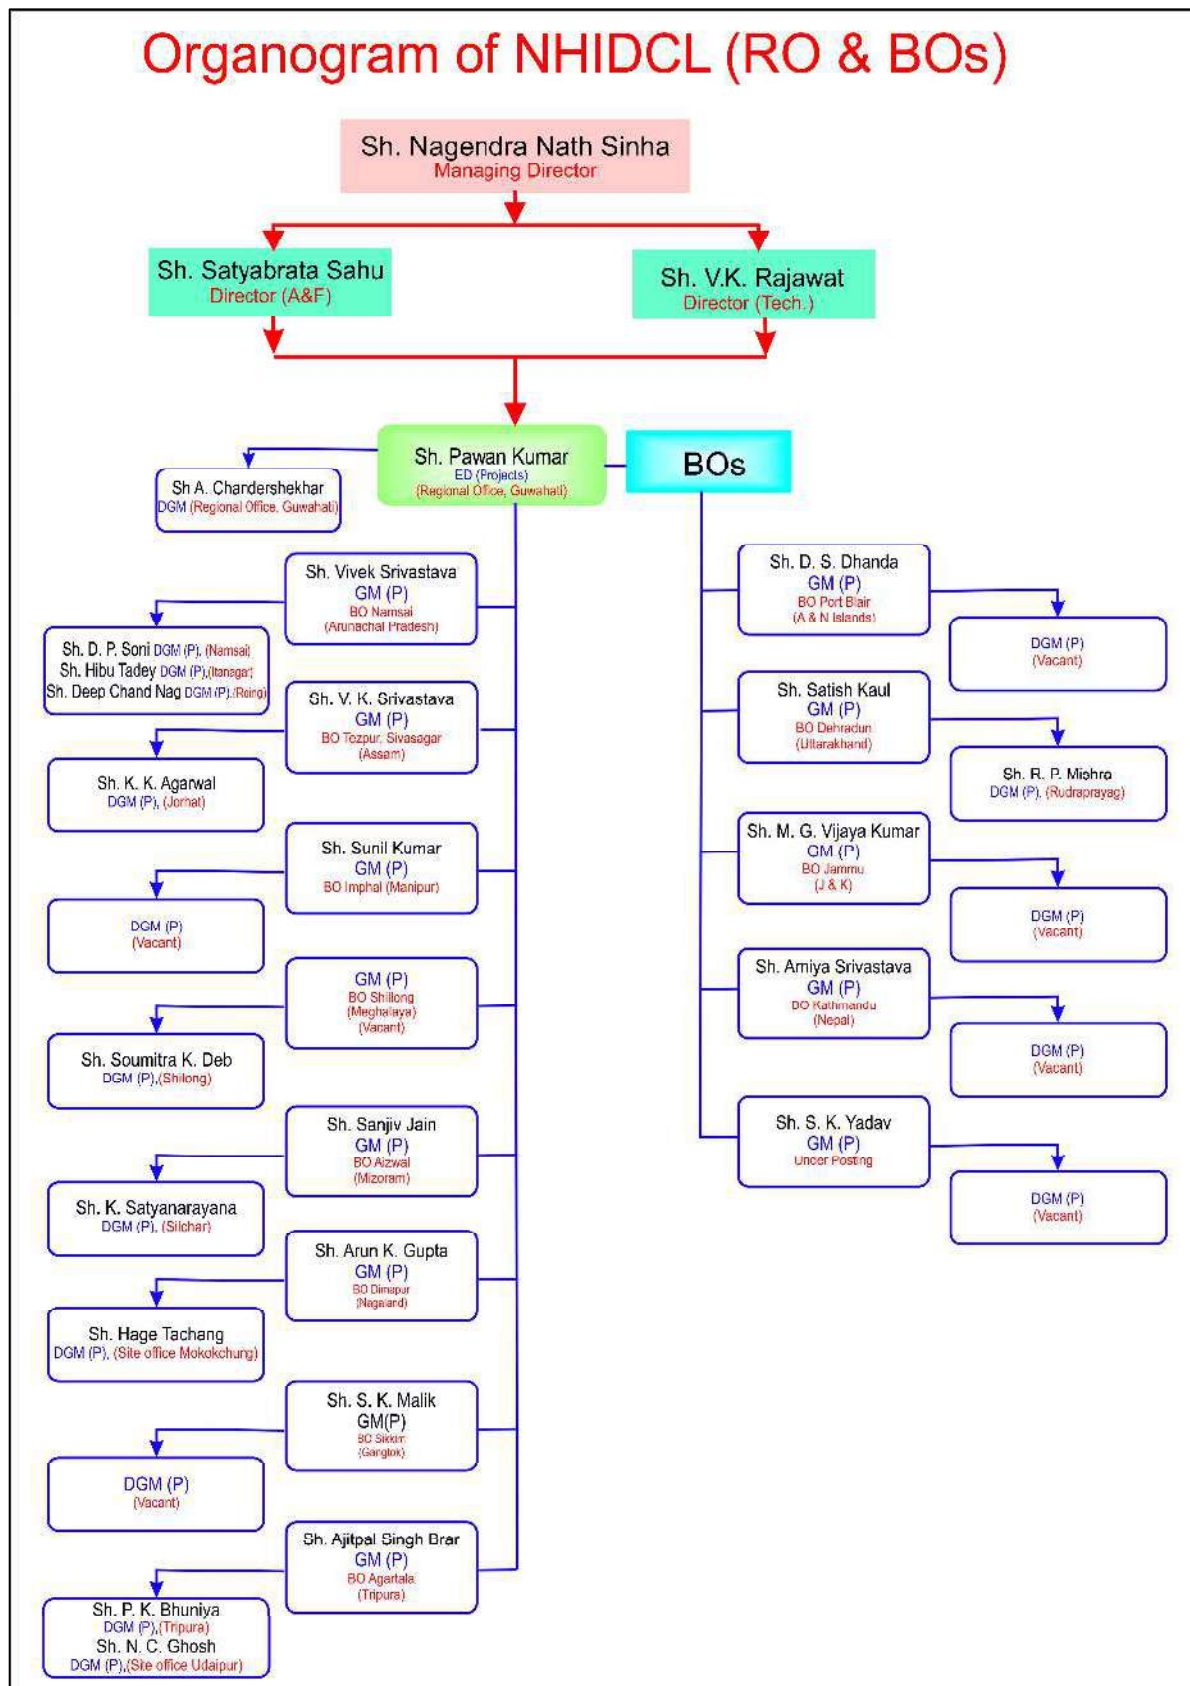 Organogram of NHIDCL (RO & BOs)
Sh. Nagendra Nath Sinha
Managing Director
Sh. Satyabrata Sahu
Director (A&F)
Sh. V.K. Rajawat
Director (Tech.)
Sh. Pawan Kumar
ED (Projects)
(Regional Office, Guwahati)
BOs
Sh A. Chandershekhar
DGM (Regional Office, Guwahati)
Sh. Vivek Srivastava
GM (P)
BO Namsai
(Arunachal Pradesh)
Sh. D. P. Soni DGM (P), (Namsai)
Sh. Hibu Tadey DGM (P),(Itanagar)
Sh. Deep Chand Nag DGM (P),(Roing)
Sh. V. K. Srivastava
GM (P)
BO Tezpur, Sivasagar
(Assam)
Sh. K. K. Agarwal
DGM (P), (Jorhat)
Sh. Sunil Kumar
GM (P)
BO Imphal (Manipur)
DGM (P)
(Vacant)
GM (P)
BO Shillong
(Meghalaya)
(Vacant)
Sh. Soumitra K. Deb
DGM (P),(Shilong)
Sh. Sanjiv Jain
GM (P)
BO Aizwal
(Mizoram)
Sh. K. Satyanarayana
DGM (P), (Silchar)
Sh. Arun K. Gupta
GM (P)
BO Dimapur
(Nagaland)
Sh. Hage Tachang
DGM (P), (Site office Mokokchung)
Sh. S. K. Malik
GM(P)
BO Sikkim
(Gangtok)
DGM (P)
(Vacant)
Sh. Ajitpal Singh Brar
GM (P)
BO Agartala
(Tripura)
Sh. P. K. Bhuniya
DGM (P),(Tripura)
Sh. N. C. Ghosh
DGM (P),(Site office Udaipur)
Sh. D. S. Dhanda
GM (P)
BO Port Blair
(A & N Islands)
DGM (P)
(Vacant)
Sh. Satish Kaul
GM (P)
BO Dehradun
(Uttarakhand)
Sh. R. P. Mishra
DGM (P), (Rudraprayag)
Sh. M. G. Vijaya Kumar
GM (P)
BO Jammu
(J & K)
DGM (P)
(Vacant)
Sh. Amiya Srivastava
GM (P)
BO Kathmandu
(Nepal)
DGM (P)
(Vacant)
Sh. S. K. Yadav
GM (P)
Under Posting
DGM (P)
(Vacant)